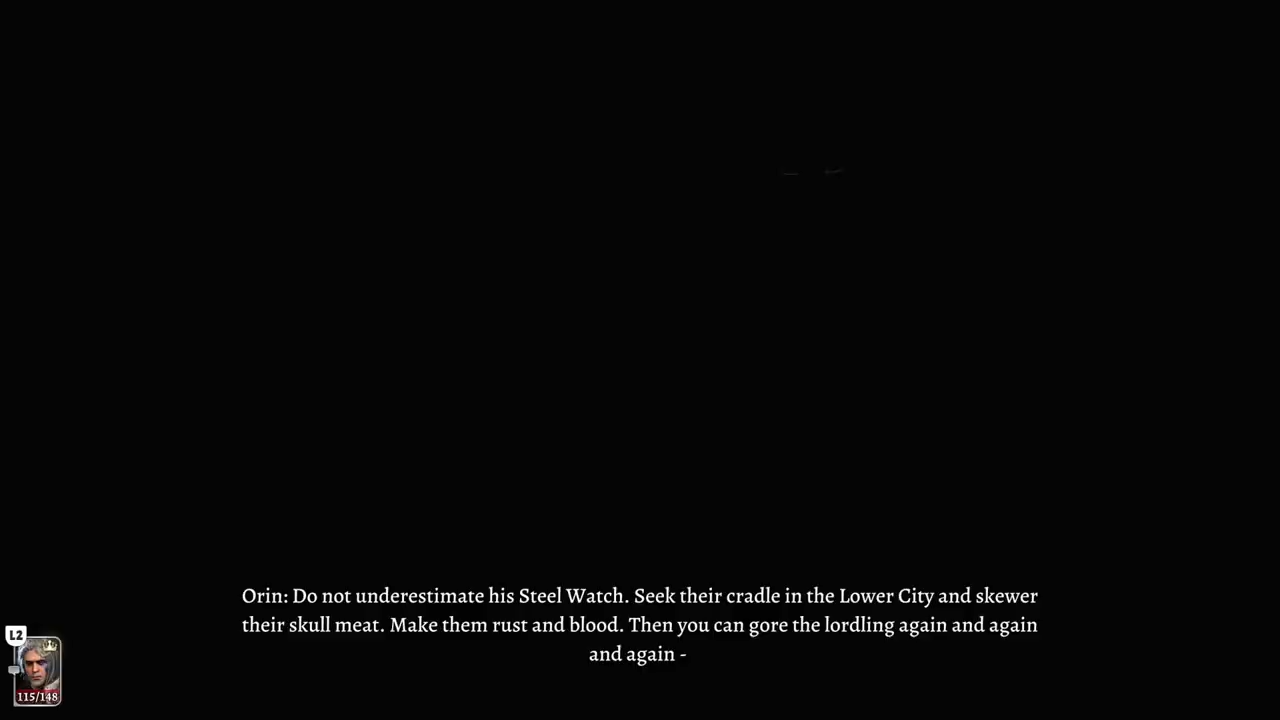 Orin: Do not underestimate his Steel Watch. Seek their cradle in the Lower City and skewer
their skull meat. Make them rust and blood. Then you can gore the lordling again and again
and again -
L2
115/148